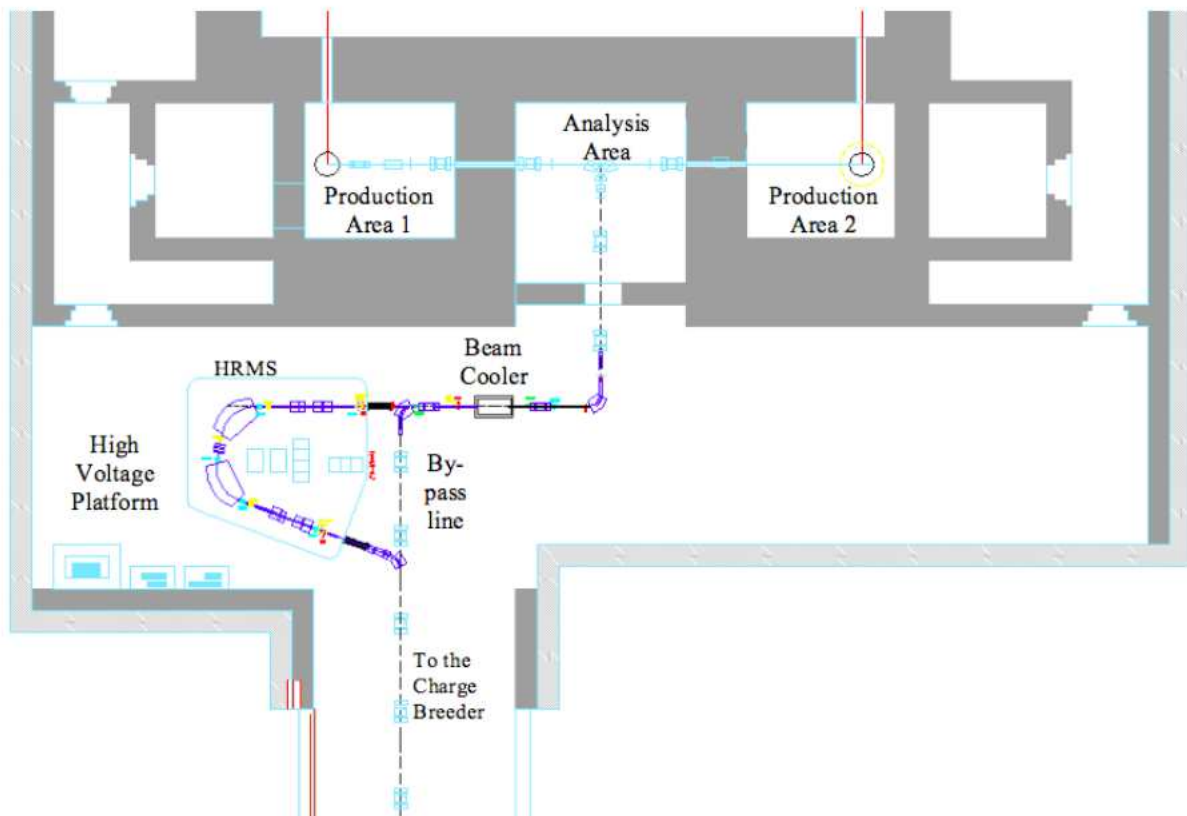 Analysis
Area
Production
Area 1
Production
Area 2
Beam
Cooler
HRMS
High
Voltage
Platform
By-
pass
line
To the
Charge
Breeder